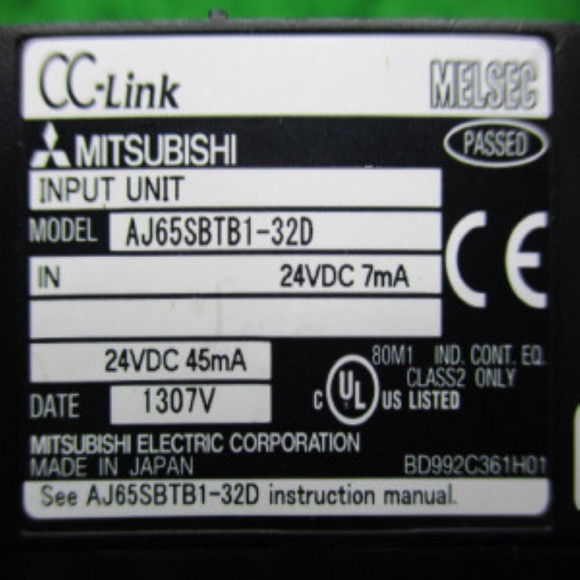 CC-Link MELSEC
MITSUBISHI PASSED
INPUT UNIT
MODEL AJ65SBTB1-32D
CE
IN 24VDC 7mA
24VDC 45mA
80M1 IND. CONT. EQ.
CLASS2 ONLY
C UL US LISTED
DATE 1307V
MITSUBISHI ELECTRIC CORPORATION
MADE IN JAPAN BD992C361H01
See AJ65SBTB1-32D instruction manual.